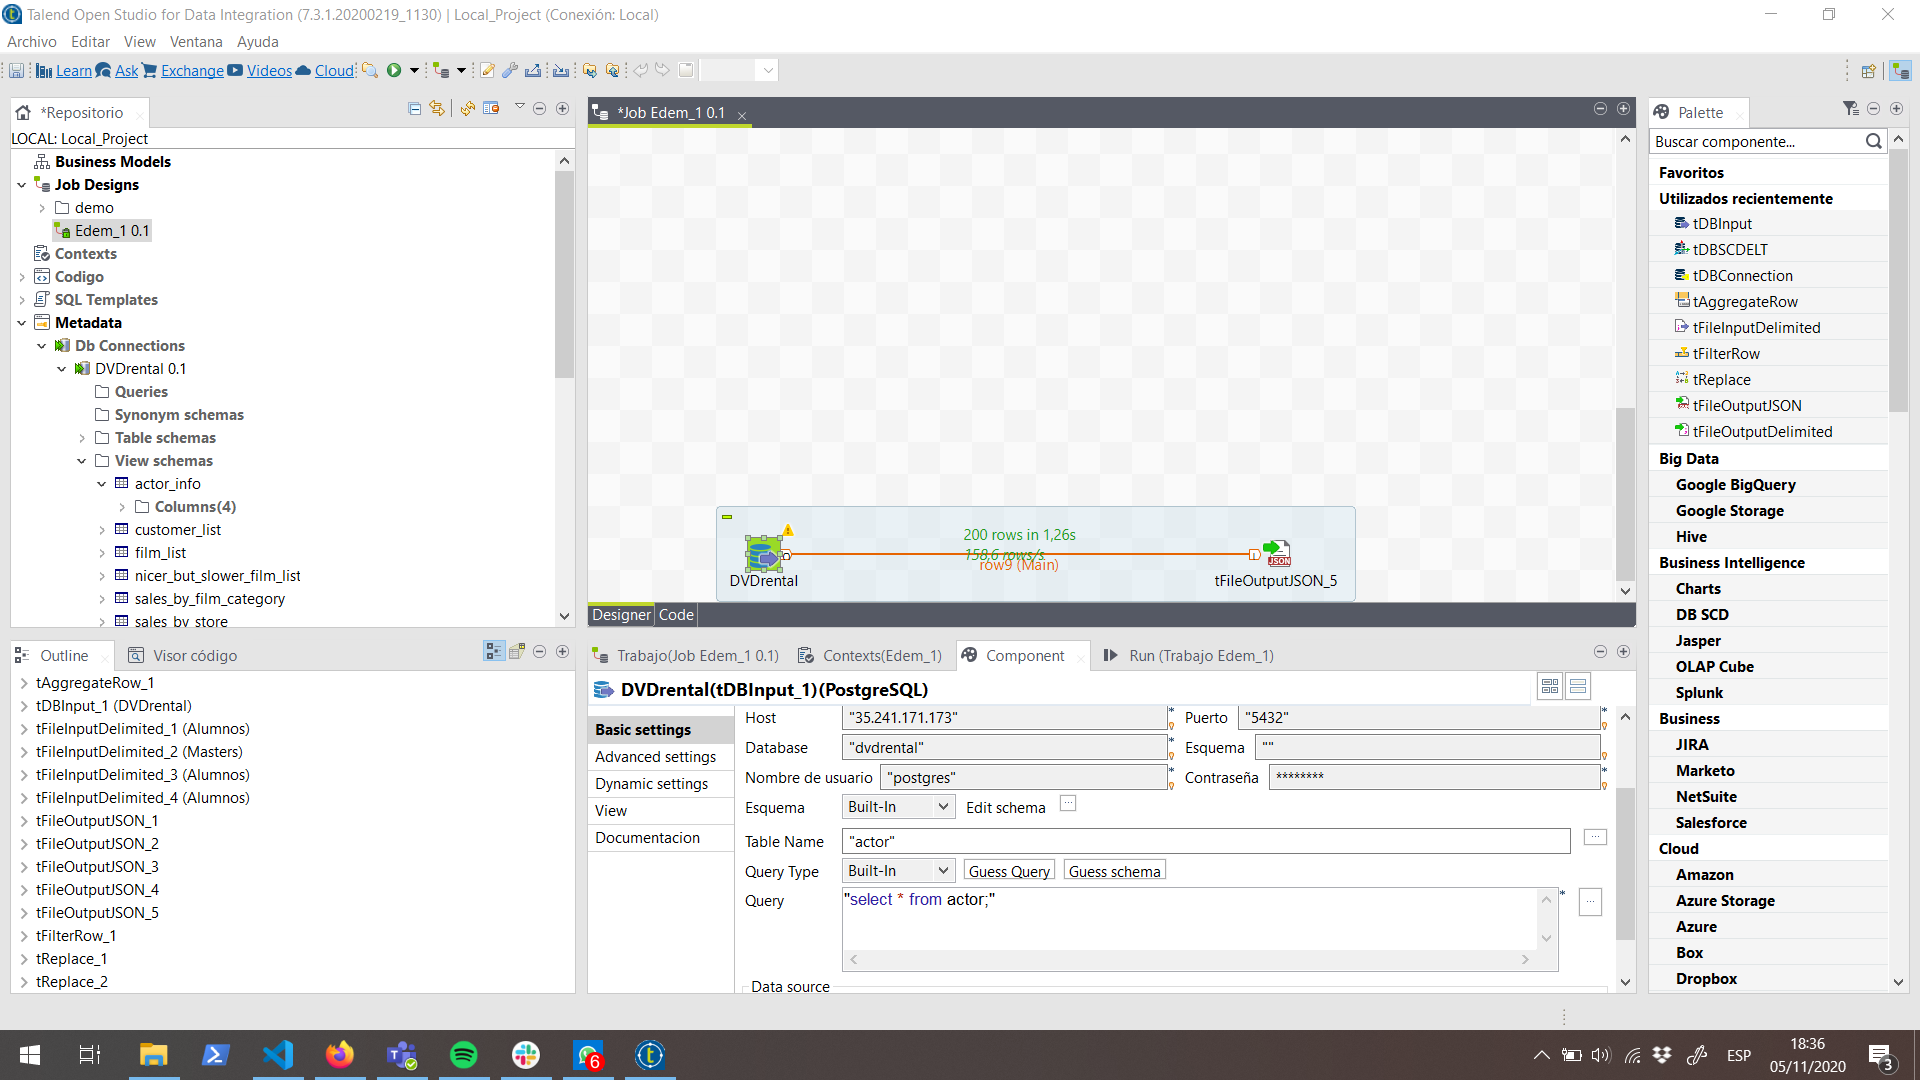 Talend Open Studio for Data Integration (7.3.1.20200219_1130) | Local_Project (Conexión: Local)
Archivo Editar View Ventana Ayuda
Learn Ask Exchange Videos Cloud
*Repositorio
LOCAL: Local_Project
Business Models
Job Designs
demo
Edem_1 0.1
Contexts
Codigo
SQL Templates
Metadata
Db Connections
DVDrental 0.1
Queries
Synonym schemas
Table schemas
View schemas
actor_info
Columns(4)
customer_list
film_list
nicer_but_slower_film_list
sales_by_film_category
sales_by_store
Outline Visor código
tAggregateRow_1
tDBInput_1 (DVDrental)
tFileInputDelimited_1 (Alumnos)
tFileInputDelimited_2 (Masters)
tFileInputDelimited_3 (Alumnos)
tFileInputDelimited_4 (Alumnos)
tFileOutputJSON_1
tFileOutputJSON_2
tFileOutputJSON_3
tFileOutputJSON_4
tFileOutputJSON_5
tFilterRow_1
tReplace_1
tReplace_2
*Job Edem_1 0.1
200 rows in 1,26s
158,6 rows/s
row9 (Main)
JSON
DVDrental
tFileOutputJSON_5
Designer Code
Trabajo(Job Edem_1 0.1) Contexts(Edem_1) Component Run (Trabajo Edem_1)
DVDrental(tDBInput_1)(PostgreSQL)
Basic settings
Advanced settings
Dynamic settings
View
Documentacion
Host "35.241.171.173" * Puerto "5432" *
Database "dvdrental" * Esquema "" 
Nombre de usuario "postgres" * Contraseña ******** *
Esquema Built-In Edit schema ...
Table Name "actor" ...
Query Type Built-In Guess Query Guess schema
Query "select * from actor;" * ...
Data source
Palette
Buscar componente...
Favoritos
Utilizados recientemente
tDBInput
tDBSCDELT
tDBConnection
tAggregateRow
tFileInputDelimited
tFilterRow
tReplace
tFileOutputJSON
tFileOutputDelimited
Big Data
Google BigQuery
Google Storage
Hive
Business Intelligence
Charts
DB SCD
Jasper
OLAP Cube
Splunk
Business
JIRA
Marketo
NetSuite
Salesforce
Cloud
Amazon
Azure Storage
Azure
Box
Dropbox
6
ESP
18:36
05/11/2020
3